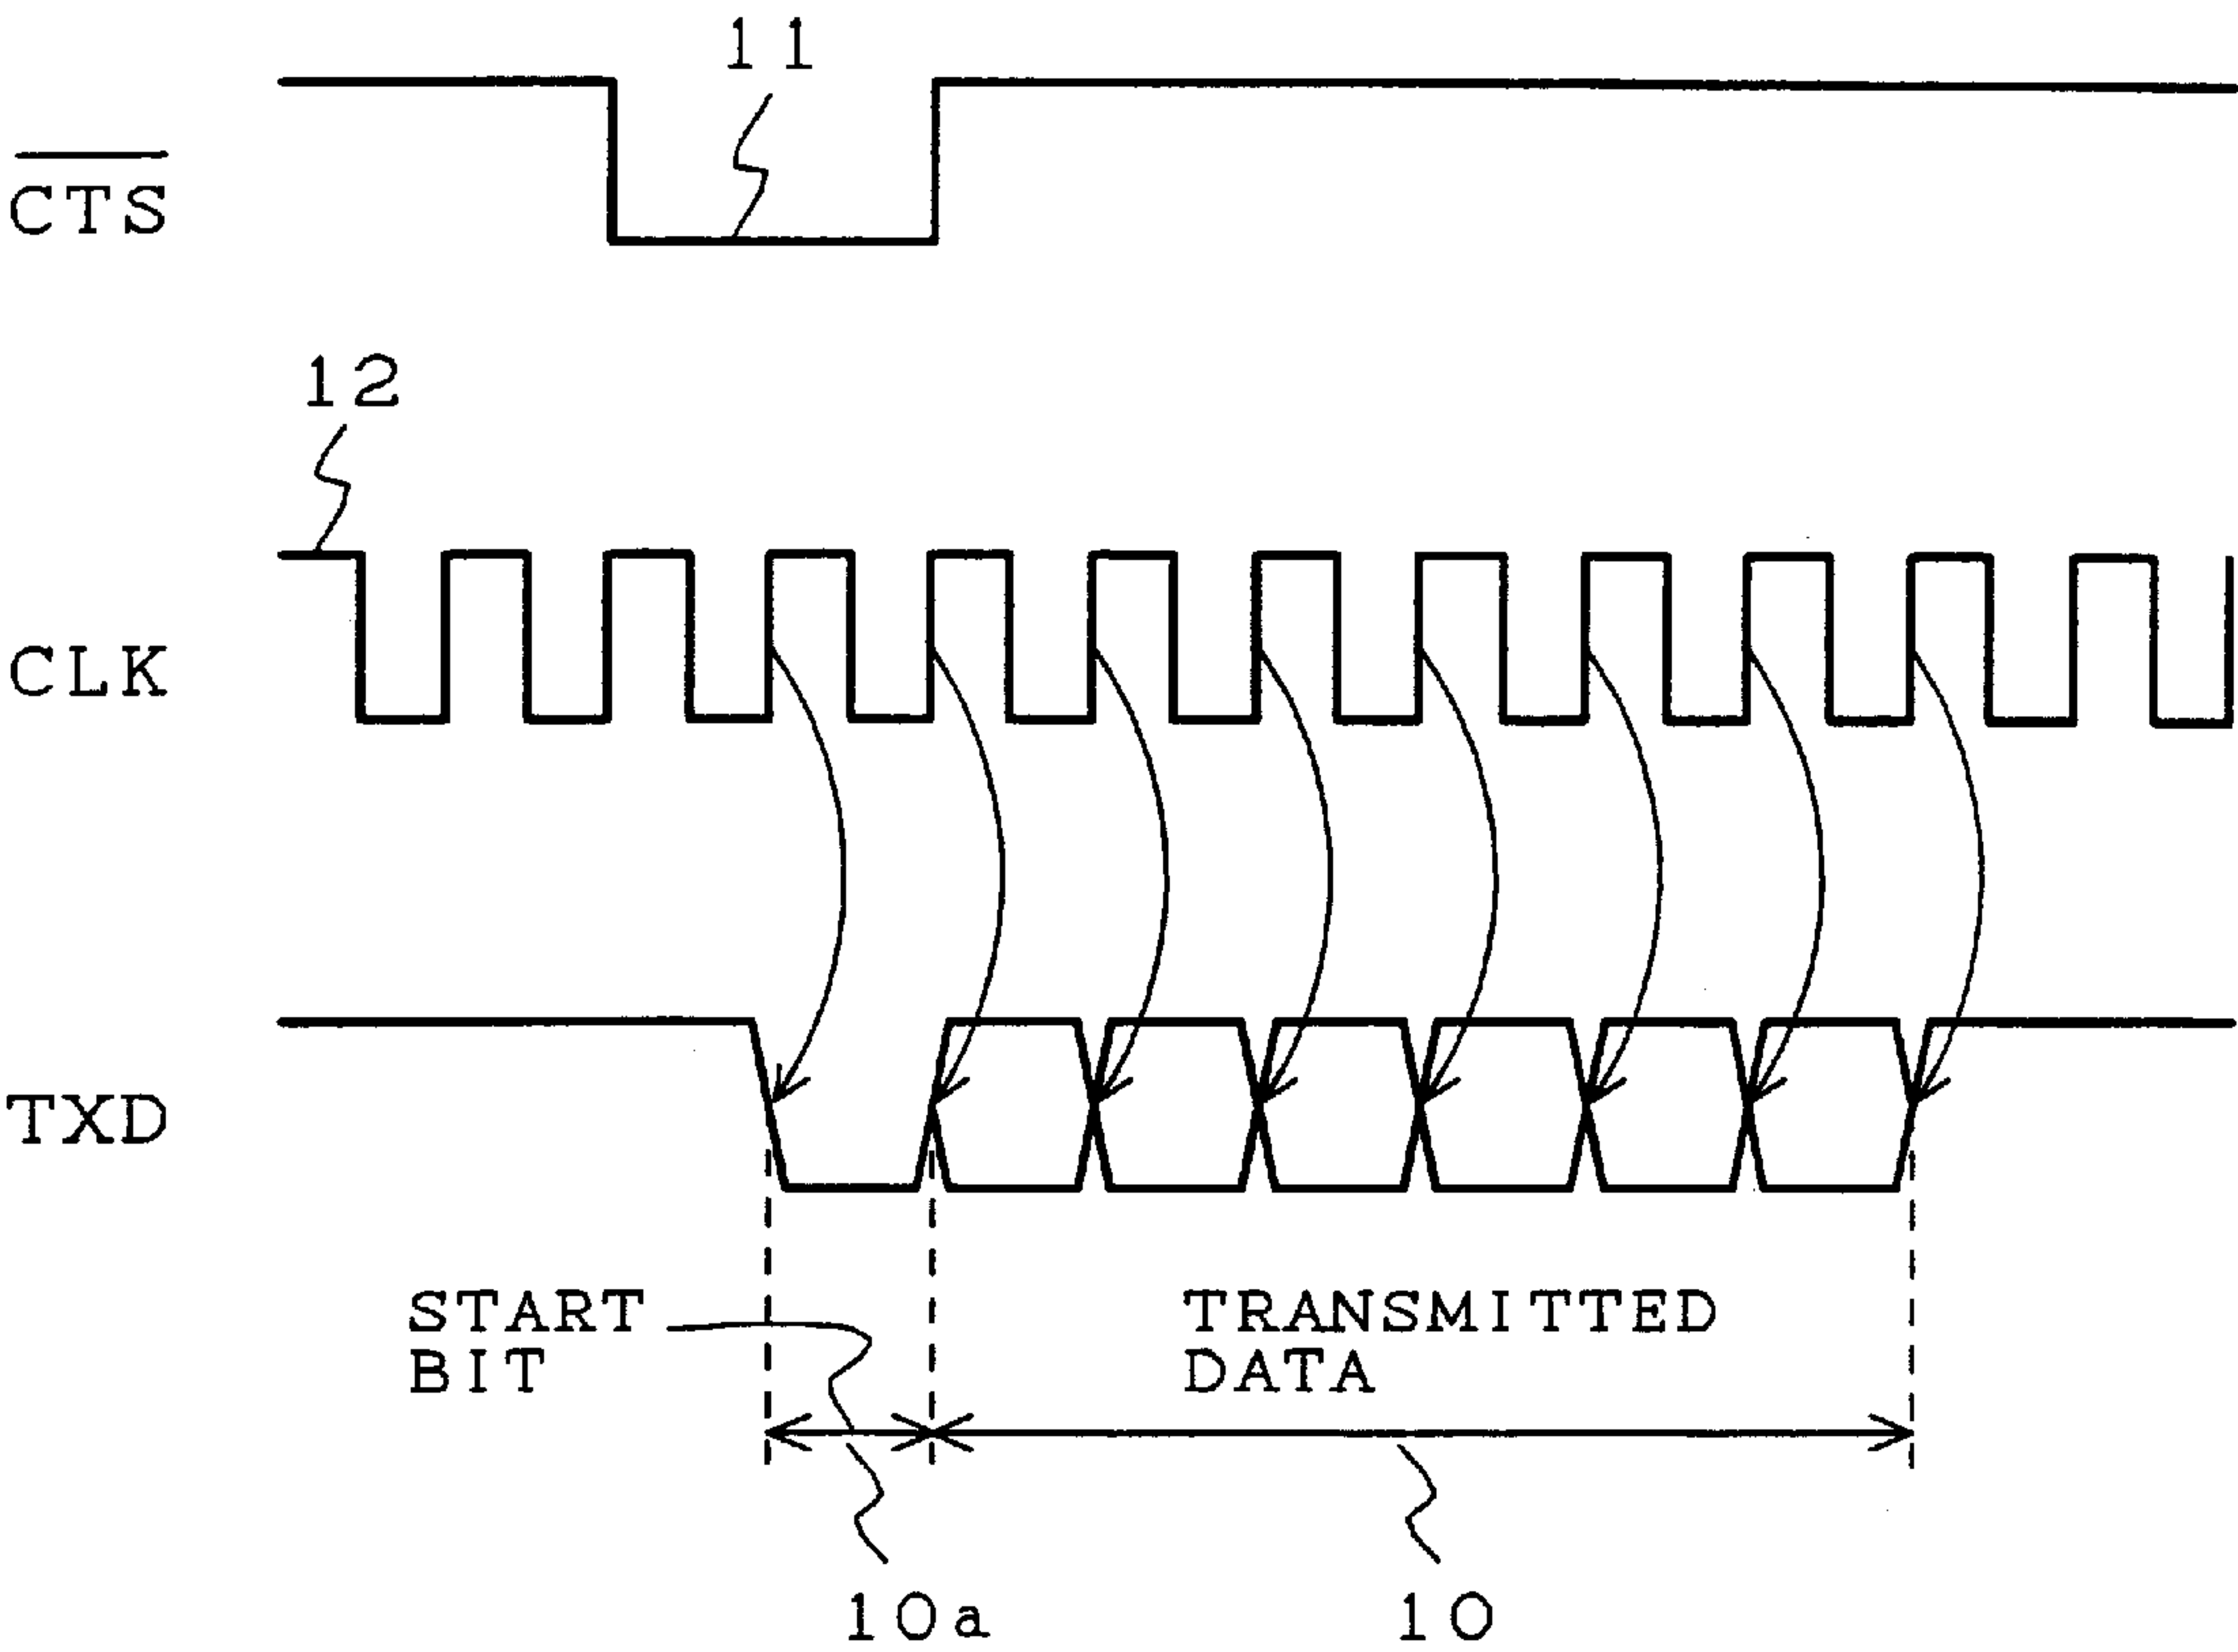 11
CTS
12
CLK
TXD
START
BIT
TRANSMITTED
DATA
10a
10